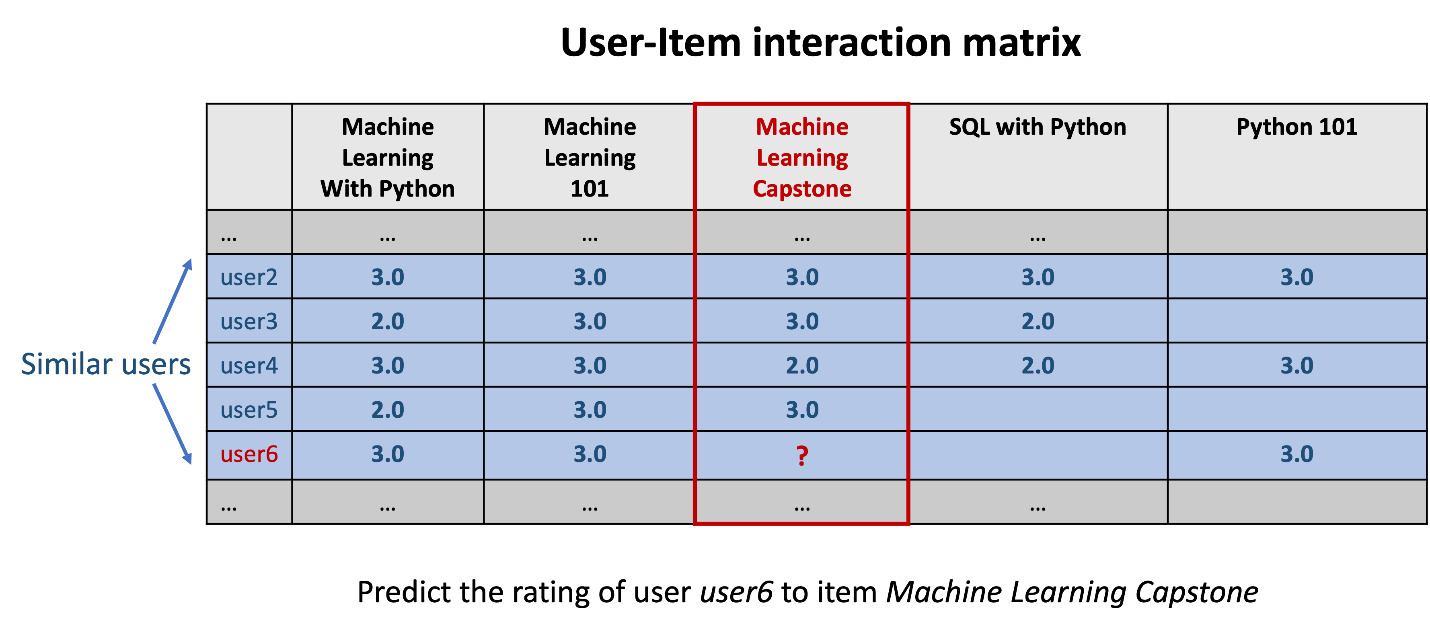 User-Item interaction matrix
Machine Learning With Python Machine Learning 101 Machine Learning Capstone SQL with Python Python 101
... ... ... ... ...
user2 3.0 3.0 3.0 3.0 3.0
user3 2.0 3.0 3.0 2.0
Similar users
user4 3.0 3.0 2.0 2.0 3.0
user5 2.0 3.0 3.0
user6 3.0 3.0 ? 3.0
... ... ... ... ...
Predict the rating of user user6 to item Machine Learning Capstone